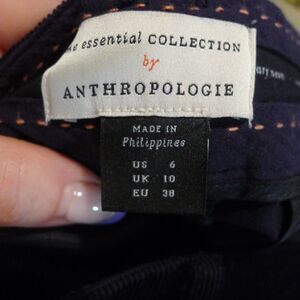 e essential COLLECTION
by
ANTHROPOLOGIE
MADE IN
Philippines
US 6
UK 10
EU 38